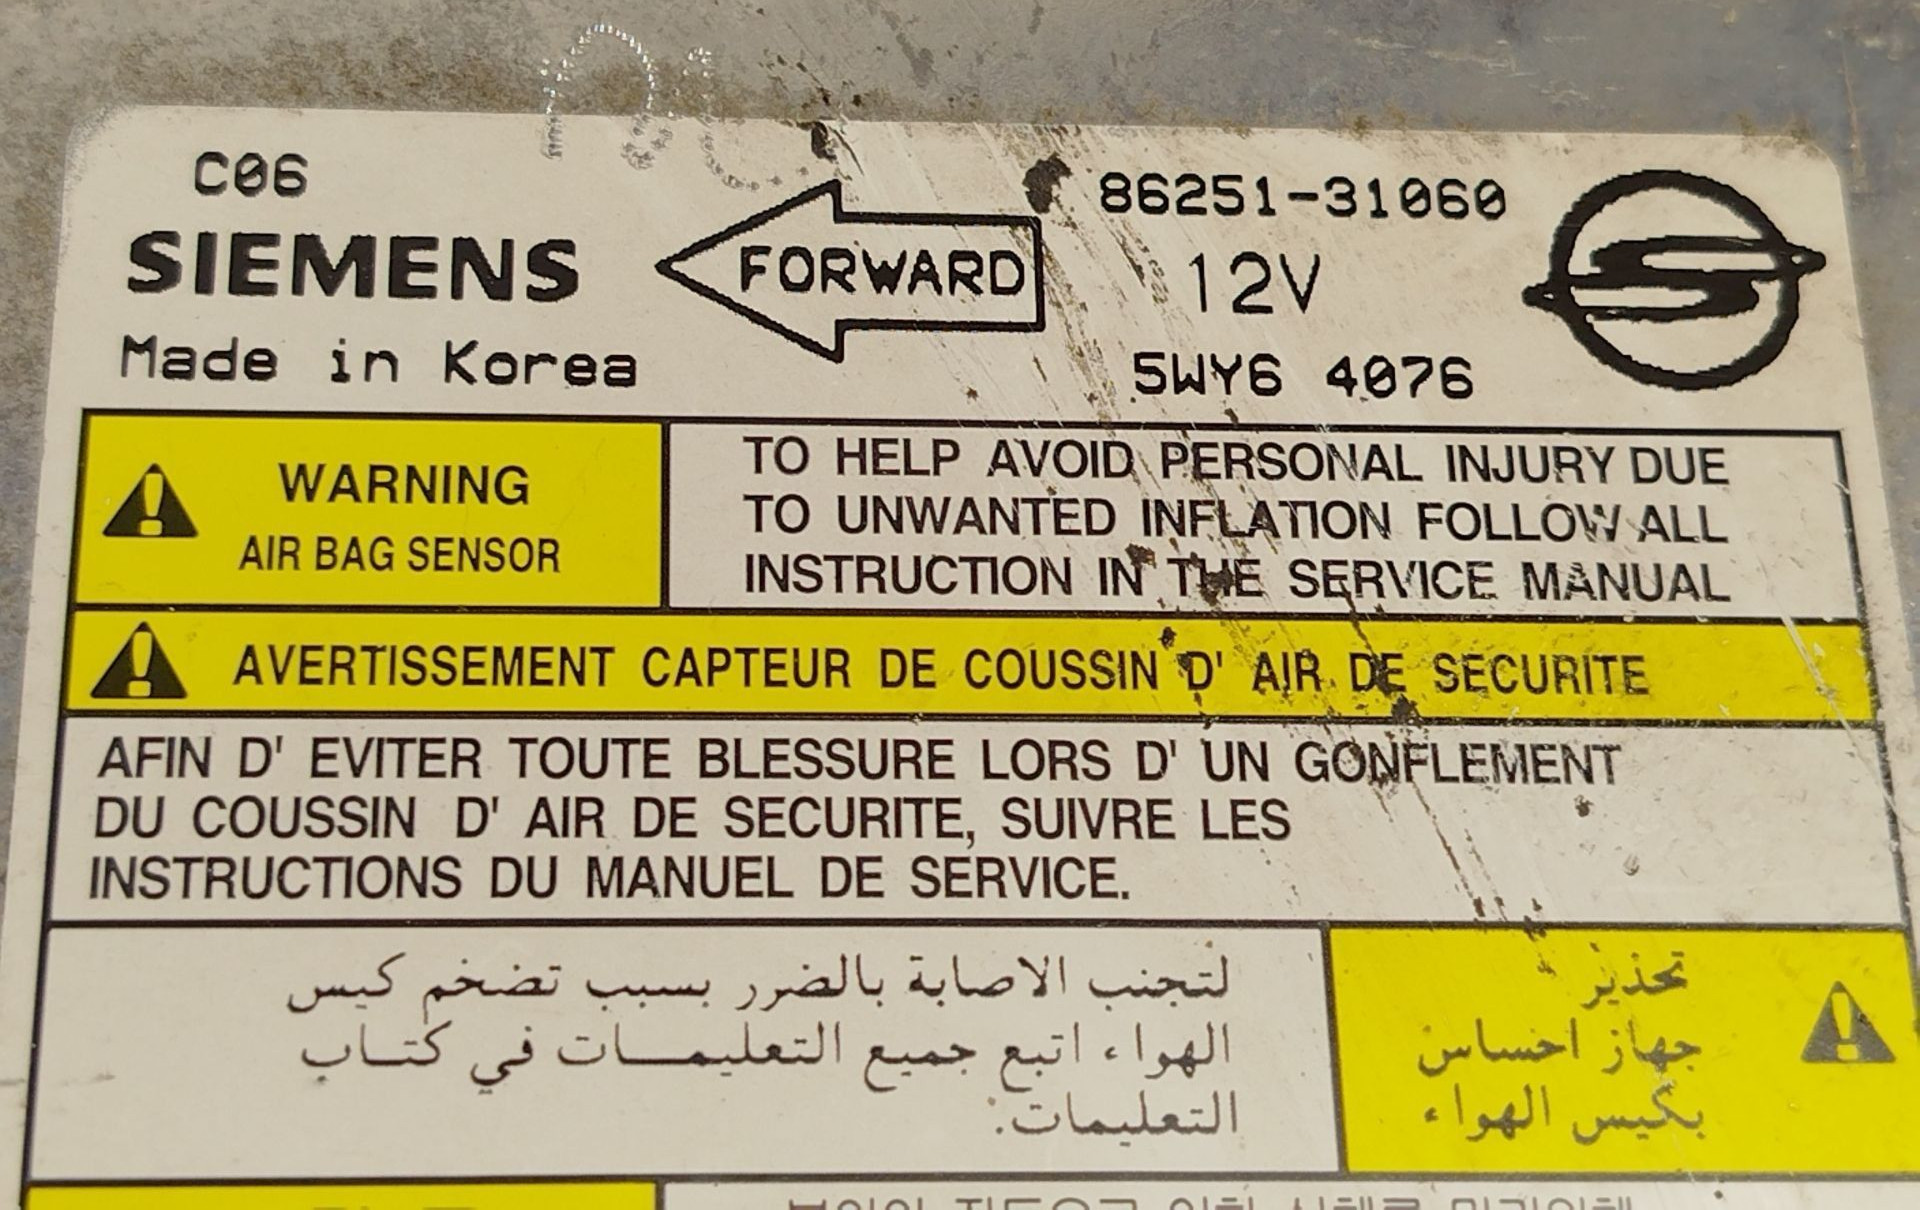 C06
SIEMENS
Made in Korea
FORWARD
86251-31060
12V
5WY6 4076
WARNING
AIR BAG SENSOR
TO HELP AVOID PERSONAL INJURY DUE
TO UNWANTED INFLATION FOLLOW ALL
INSTRUCTION IN THE SERVICE MANUAL
AVERTISSEMENT CAPTEUR DE COUSSIN D' AIR DE SECURITE
AFIN D' EVITER TOUTE BLESSURE LORS D' UN GONFLEMENT
DU COUSSIN D' AIR DE SECURITE, SUIVRE LES
INSTRUCTIONS DU MANUEL DE SERVICE.
تحذير
جهاز احساس
بكيس الهواء
لتجنب الاصابة بالضرر بسبب تضخم كيس
الهواء اتبع جميع التعليمــات في كتــاب
التعليمات.